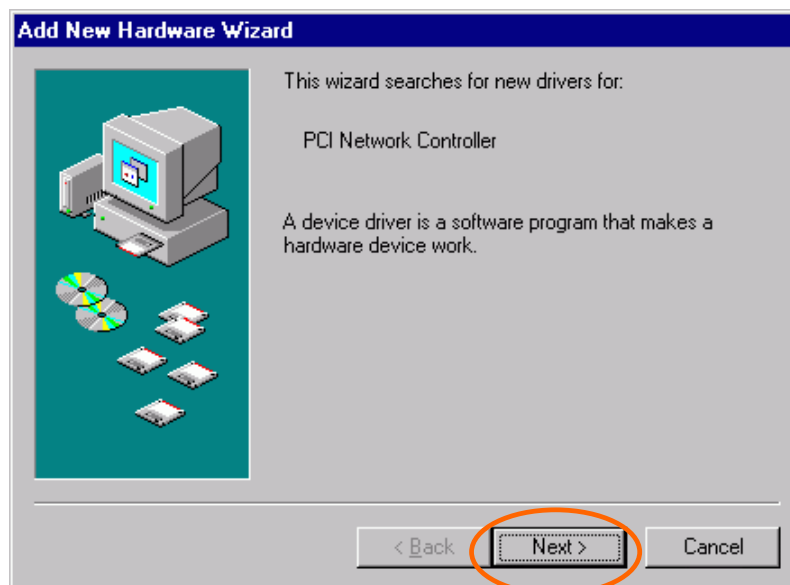 Add New Hardware Wizard
This wizard searches for new drivers for:
PCI Network Controller
A device driver is a software program that makes a
hardware device work.
< Back
Next >
Cancel